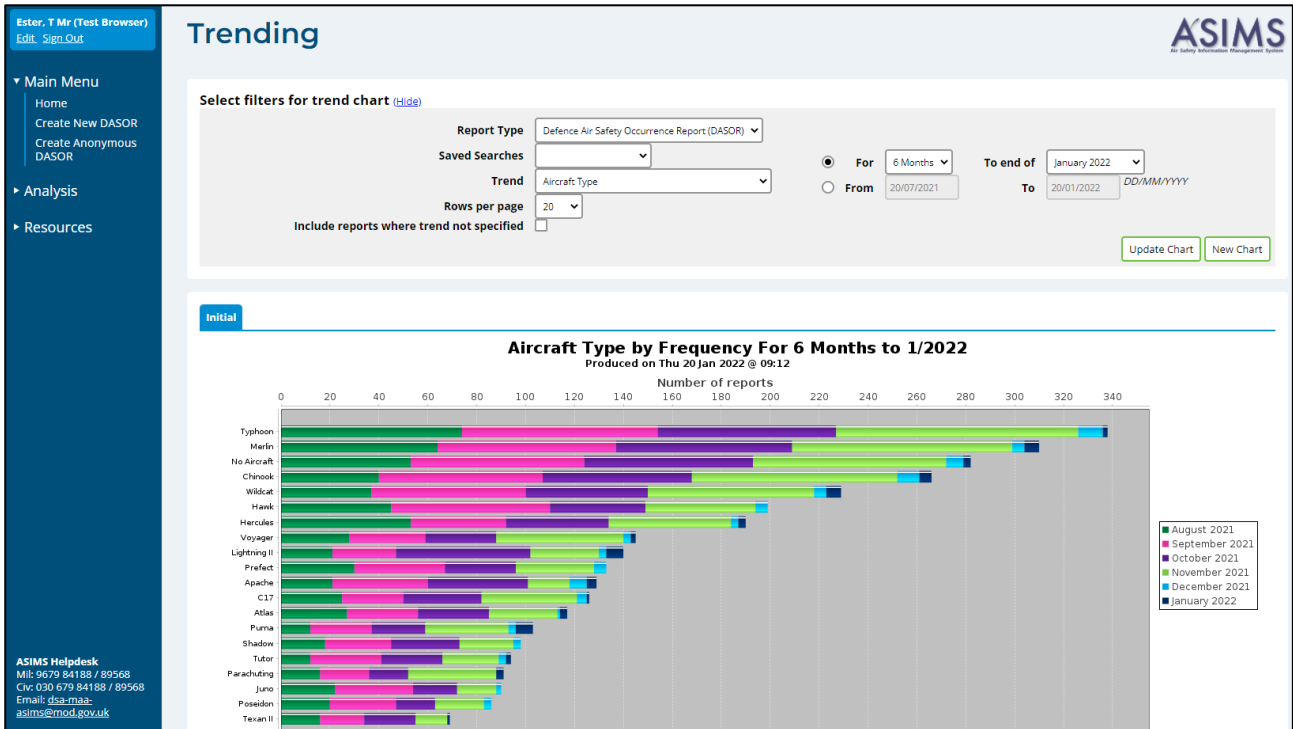 Ester, T Mr (Test Browser)
Edit Sign Out
Main Menu
Home
Create New DASOR
Create Anonymous
DASOR
Analysis
Resources
ASIMS Helpdesk
Mil: 9679 84188 / 89568
Civ: 030 679 84188 / 89568
Email: dsa-maa-
asims@mod.gov.uk
Trending
ASIMS
Air Safety Information Management System
Select filters for trend chart (Hide)
Report Type Defence Air Safety Occurrence Report (DASOR)
Saved Searches
Trend Aircraft Type
Rows per page 20
Include reports where trend not specified
For 6 Months To end of January 2022
From 20/07/2021 To 20/01/2022 DD/MM/YYYY
Update Chart New Chart
Initial
Aircraft Type by Frequency For 6 Months to 1/2022
Produced on Thu 20 Jan 2022 @ 09:12
Number of reports
0 20 40 60 80 100 120 140 160 180 200 220 240 260 280 300 320 340
Typhoon
Merlin
No Aircraft
Chinook
Wildcat
Hawk
Hercules
Voyager
Lightning II
Prefect
Apache
C17
Atlas
Puma
Shadow
Tutor
Parachuting
Juno
Poseidon
Texan II
August 2021
September 2021
October 2021
November 2021
December 2021
January 2022